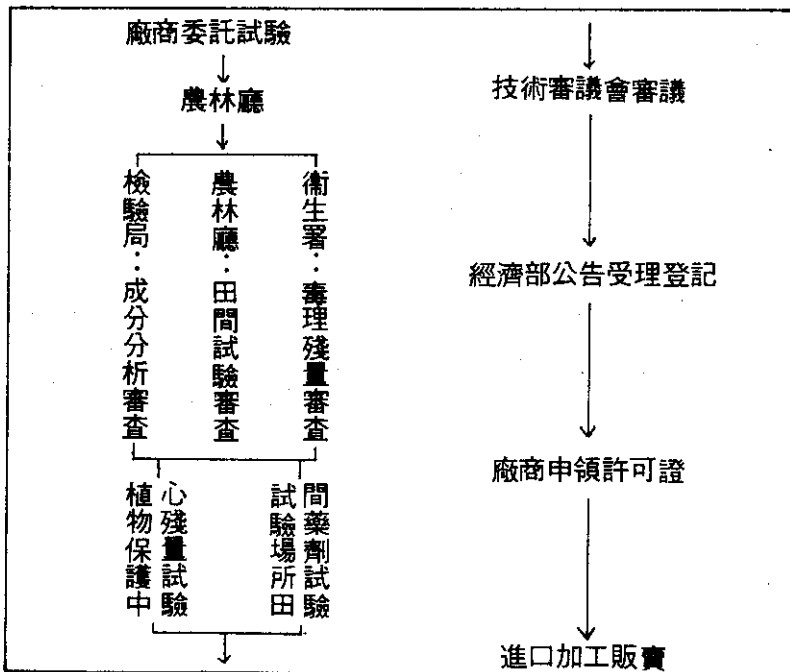 廠商委託試驗
農林廳
檢驗局：成分分析審查
農林廳：田間試驗審查
衞生署：毒理殘量審查
植物保護中
心殘量試驗
試驗場所田
間藥劑試驗
技術審議會審議
經濟部公告受理登記
廠商申領許可證
進口加工販賣